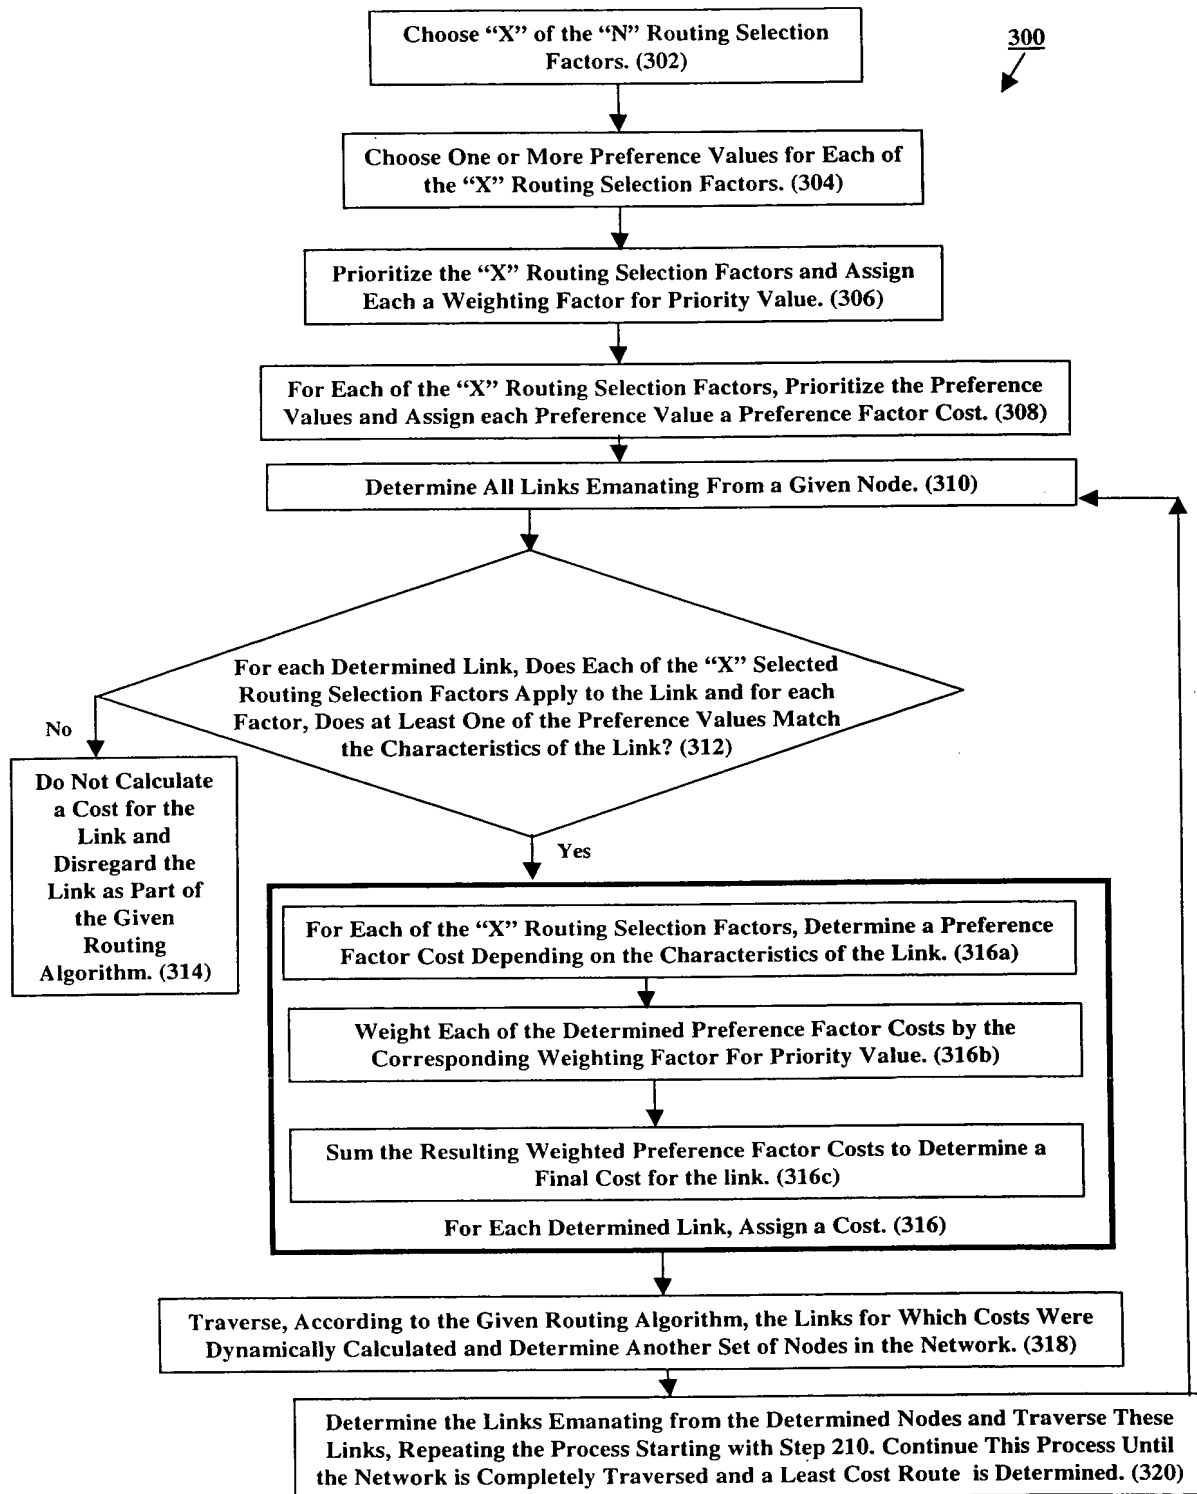 Choose “X” of the “N” Routing Selection
Factors. (302)
300
Choose One or More Preference Values for Each of
the “X” Routing Selection Factors. (304)
Prioritize the “X” Routing Selection Factors and Assign
Each a Weighting Factor for Priority Value. (306)
For Each of the “X” Routing Selection Factors, Prioritize the Preference
Values and Assign each Preference Value a Preference Factor Cost. (308)
Determine All Links Emanating From a Given Node. (310)
For each Determined Link, Does Each of the “X” Selected
Routing Selection Factors Apply to the Link and for each
Factor, Does at Least One of the Preference Values Match
the Characteristics of the Link? (312)
No
Do Not Calculate
a Cost for the
Link and
Disregard the
Link as Part of
the Given
Routing
Algorithm. (314)
Yes
For Each of the “X” Routing Selection Factors, Determine a Preference
Factor Cost Depending on the Characteristics of the Link. (316a)
Weight Each of the Determined Preference Factor Costs by the
Corresponding Weighting Factor For Priority Value. (316b)
Sum the Resulting Weighted Preference Factor Costs to Determine a
Final Cost for the link. (316c)
For Each Determined Link, Assign a Cost. (316)
Traverse, According to the Given Routing Algorithm, the Links for Which Costs Were
Dynamically Calculated and Determine Another Set of Nodes in the Network. (318)
Determine the Links Emanating from the Determined Nodes and Traverse These
Links, Repeating the Process Starting with Step 210. Continue This Process Until
the Network is Completely Traversed and a Least Cost Route is Determined. (320)